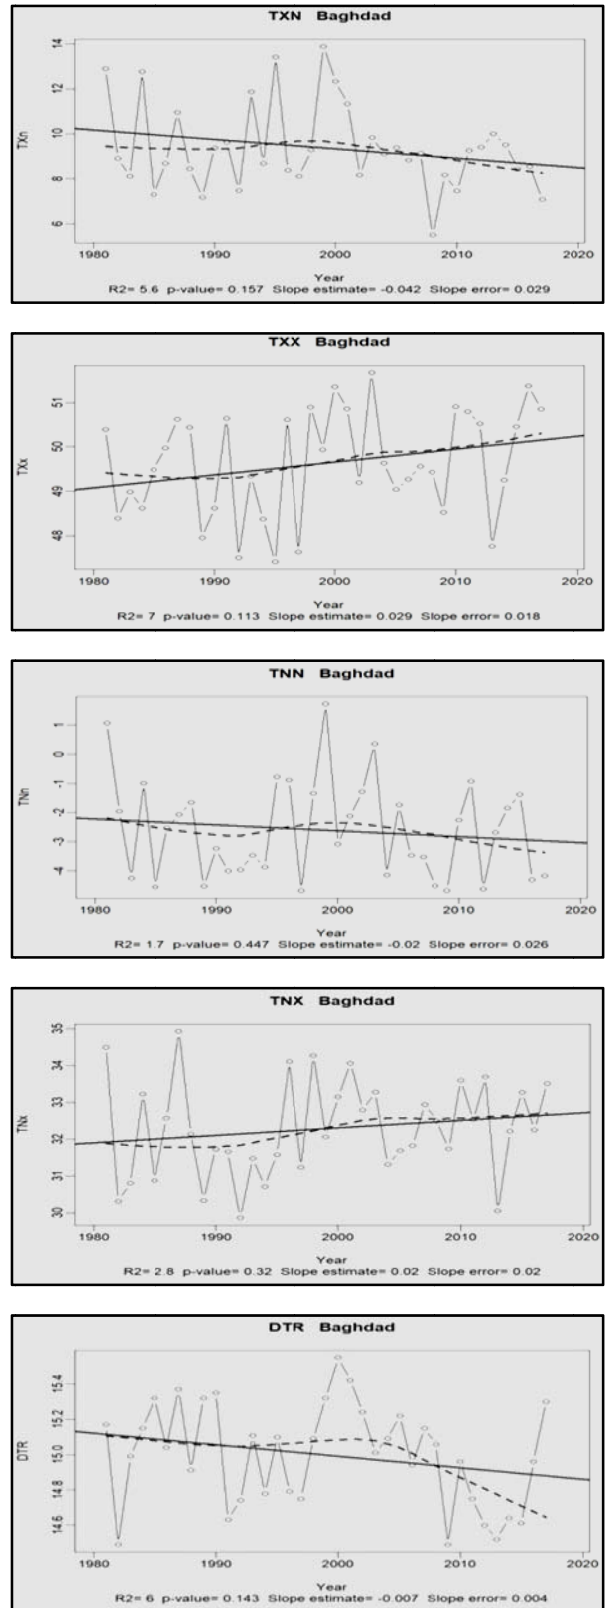 TXN Baghdad
14
12
10
8
6
TXn
1980 1990 2000 2010 2020
Year
R2= 5.6 p-value= 0.157 Slope estimate= -0.042 Slope error= 0.029
TXX Baghdad
51
50
49
48
TXx
1980 1990 2000 2010 2020
Year
R2= 7 p-value= 0.113 Slope estimate= 0.029 Slope error= 0.018
TNN Baghdad
1
0
-1
-2
-3
-4
TNn
1980 1990 2000 2010 2020
Year
R2= 1.7 p-value= 0.447 Slope estimate= -0.02 Slope error= 0.026
TNX Baghdad
35
34
33
32
31
30
TNx
1980 1990 2000 2010 2020
Year
R2= 2.8 p-value= 0.32 Slope estimate= 0.02 Slope error= 0.02
DTR Baghdad
15.4
15.2
15.0
14.8
14.6
DTR
1980 1990 2000 2010 2020
Year
R2= 6 p-value= 0.143 Slope estimate= -0.007 Slope error= 0.004